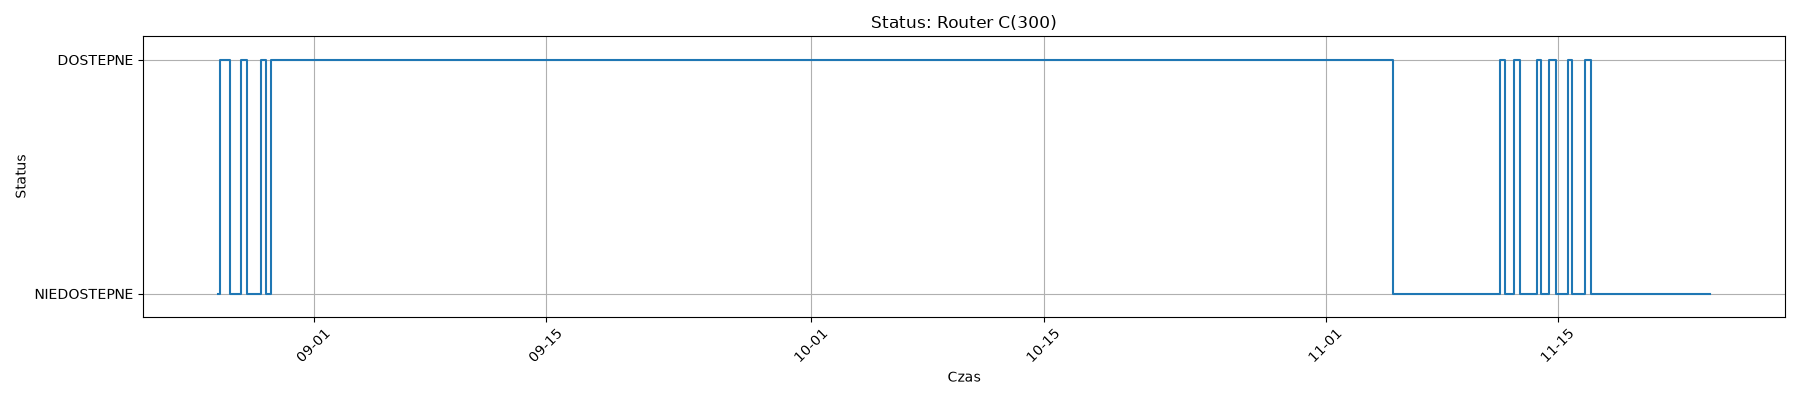 Status: Router C(300)
DOSTEPNE
Status
NIEDOSTEPNE
09-01
09-15
10-01
10-15
11-01
11-15
Czas